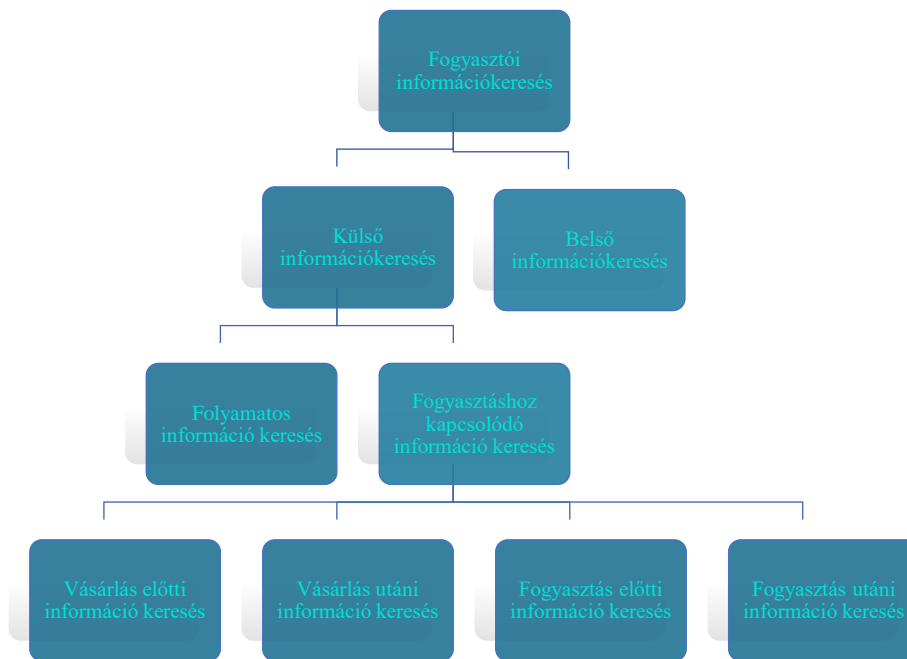 Fogyasztói
információkeresés
Külső
információkeresés
Belső
információkeresés
Folyamatos
információ keresés
Fogyasztáshoz
kapcsolódó
információ keresés
Vásárlás előtti
információ keresés
Vásárlás utáni
információ keresés
Fogyasztás előtti
információ keresés
Fogyasztás utáni
információ keresés